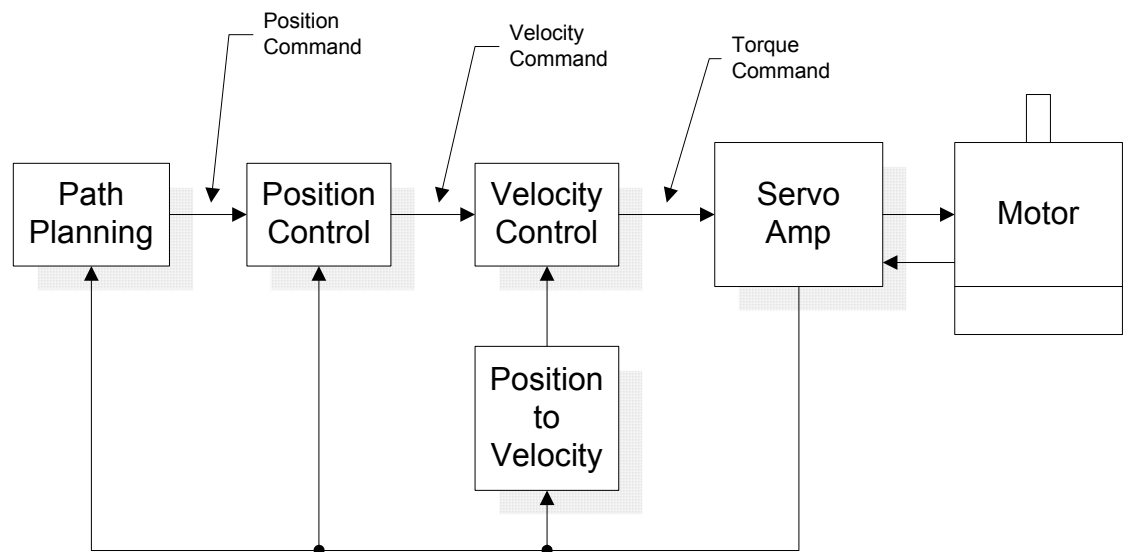 Position
Command
Velocity
Command
Torque
Command
Path
Planning
Position
Control
Velocity
Control
Servo
Amp
Motor
Position
to
Velocity